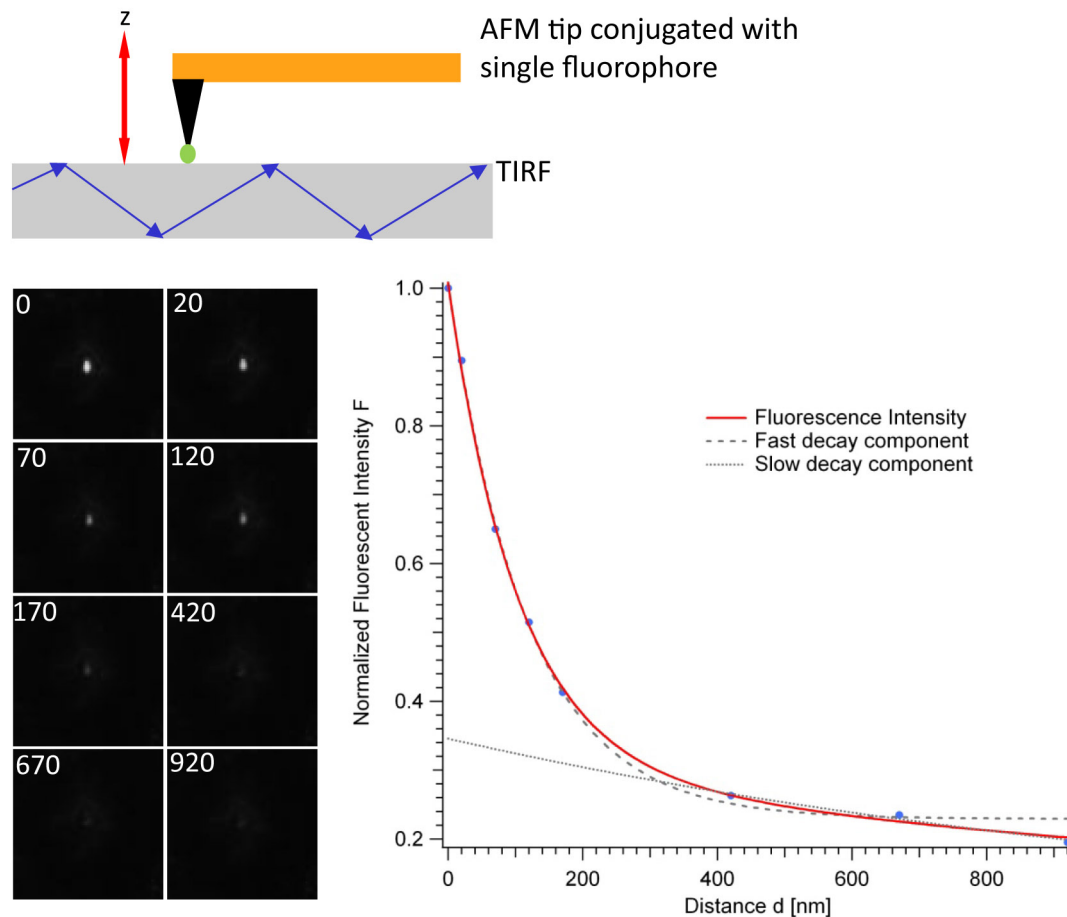 z
AFM tip conjugated with
single fluorophore
TIRF
0
20
70
120
170
420
670
920
Normalized Fluorescent Intensity F
1.0
0.8
0.6
0.4
0.2
Fluorescence Intensity
Fast decay component
Slow decay component
0
200
400
600
800
Distance d [nm]